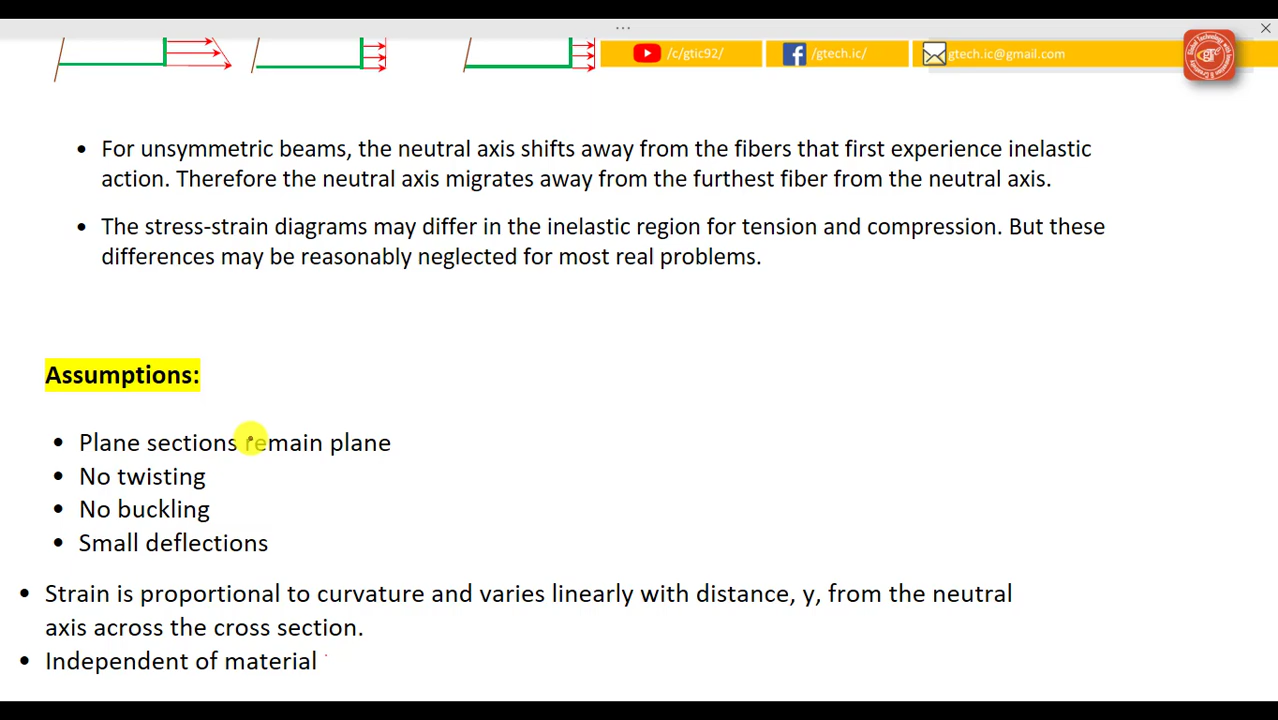 ...
/c/gtic92/
/gtech.ic/
gtech.ic@gmail.com
gtic
• For unsymmetric beams, the neutral axis shifts away from the fibers that first experience inelastic
action. Therefore the neutral axis migrates away from the furthest fiber from the neutral axis.
• The stress-strain diagrams may differ in the inelastic region for tension and compression. But these
differences may be reasonably neglected for most real problems.
Assumptions:
• Plane sections remain plane
• No twisting
• No buckling
• Small deflections
• Strain is proportional to curvature and varies linearly with distance, y, from the neutral
axis across the cross section.
• Independent of material